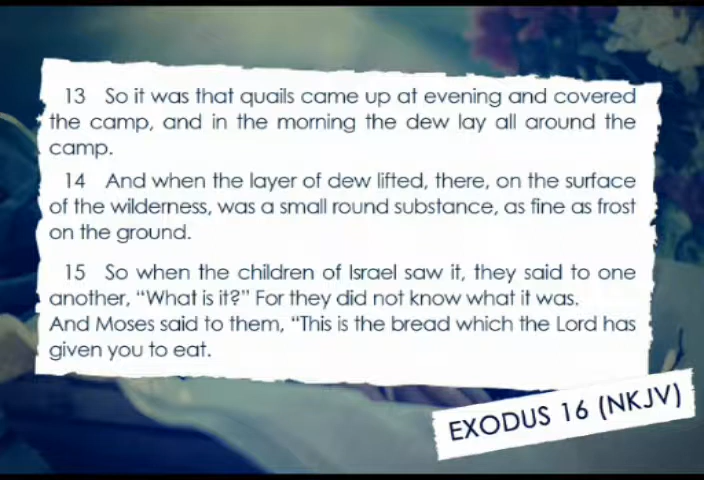 13 So it was that quails came up at evening and covered
the camp, and in the morning the dew lay all around the
camp.
14 And when the layer of dew lifted, there, on the surface
of the wilderness, was a small round substance, as fine as frost
on the ground.
15 So when the children of Israel saw it, they said to one
another, “What is it?” For they did not know what it was.
And Moses said to them, “This is the bread which the Lord has
given you to eat.
EXODUS 16 (NKJV)